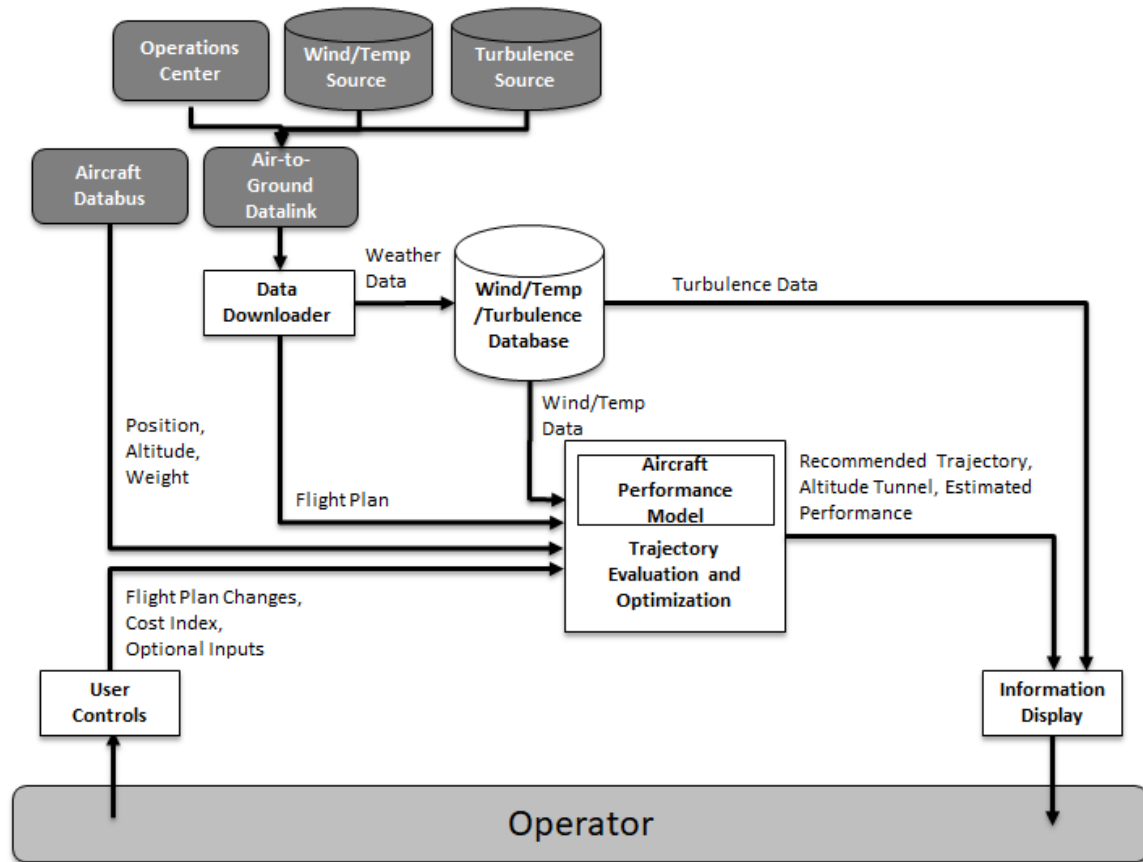 Operations
Center
Wind/Temp
Source
Turbulence
Source
Aircraft
Databus
Air-to-
Ground
Datalink
Data
Downloader
Weather
Data
Wind/Temp
/Turbulence
Database
Turbulence Data
Wind/Temp
Data
Position,
Altitude,
Weight
Flight Plan
Aircraft
Performance
Model
Trajectory
Evaluation and
Optimization
Recommended Trajectory,
Altitude Tunnel, Estimated
Performance
Flight Plan Changes,
Cost Index,
Optional Inputs
User
Controls
Information
Display
Operator